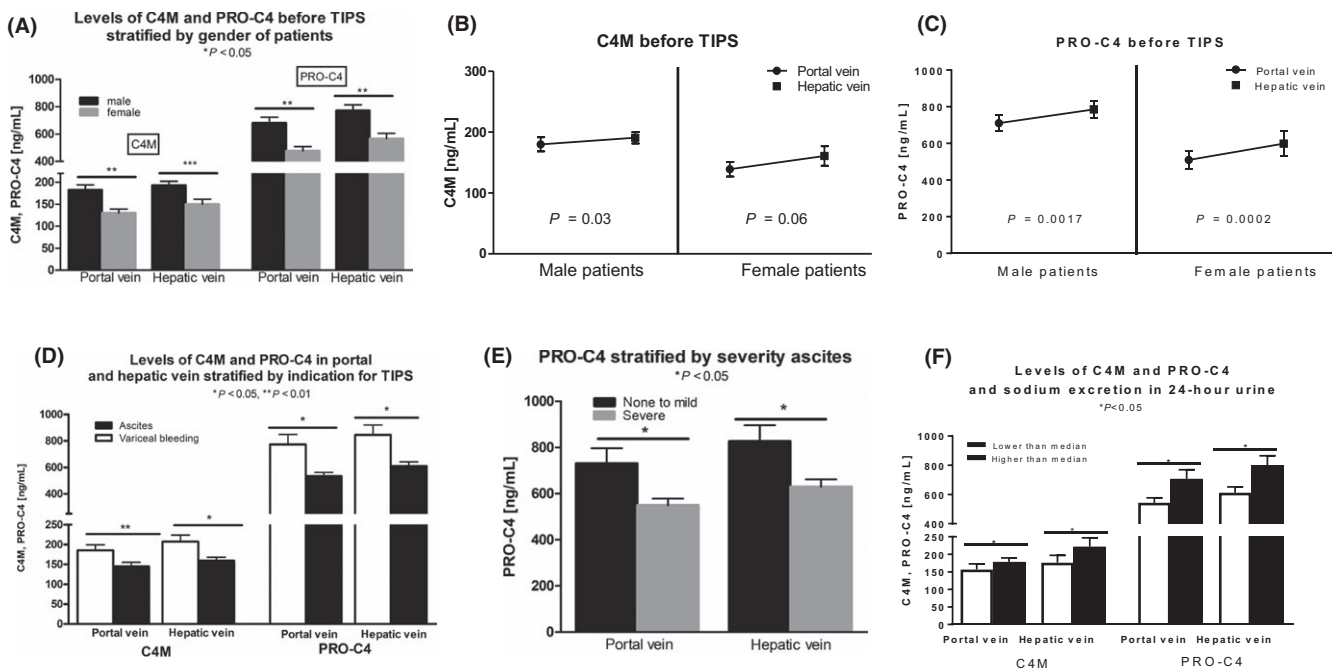 (A)
Levels of C4M and PRO-C4 before TIPS
stratified by gender of patients
*P<0.05
C4M, PRO-C4 [ng/mL]
1000
800
600
400
200
150
100
50
0
male
female
C4M
PRO-C4
**
***
**
**
Portal vein
Hepatic vein
Portal vein
Hepatic vein
(B)
C4M before TIPS
C4M [ng/mL]
300
200
100
0
Portal vein
Hepatic vein
P = 0.03
P = 0.06
Male patients
Female patients
(C)
PRO-C4 before TIPS
PRO-C4 [ng/mL]
1000
800
600
400
200
0
Portal vein
Hepatic vein
P = 0.0017
P = 0.0002
Male patients
Female patients
(D)
Levels of C4M and PRO-C4 in portal
and hepatic vein stratified by indication for TIPS
*P<0.05, **P<0.01
C4M, PRO-C4 [ng/mL]
1000
800
600
400
250
200
150
100
50
0
Ascites
Variceal bleeding
**
*
*
*
Portal vein
Hepatic vein
Portal vein
Hepatic vein
C4M
PRO-C4
(E)
PRO-C4 stratified by severity ascites
*P<0.05
PRO-C4 [ng/mL]
1000
800
600
400
200
0
None to mild
Severe
*
*
Portal vein
Hepatic vein
(F)
Levels of C4M and PRO-C4
and sodium excretion in 24-hour urine
*P<0.05
C4M, PRO-C4 [ng/mL]
1000
800
600
400
250
200
150
100
50
0
Lower than median
Higher than median
*
*
*
*
Portal vein
Hepatic vein
Portal vein
Hepatic vein
C4M
PRO-C4